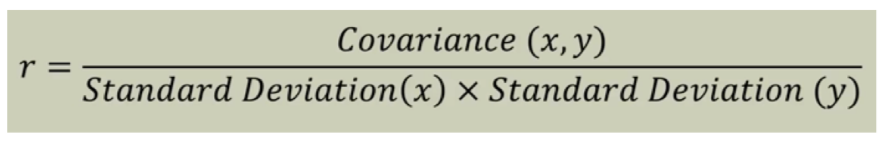 r = Covariance (x, y)
Standard Deviation(x) × Standard Deviation (y)